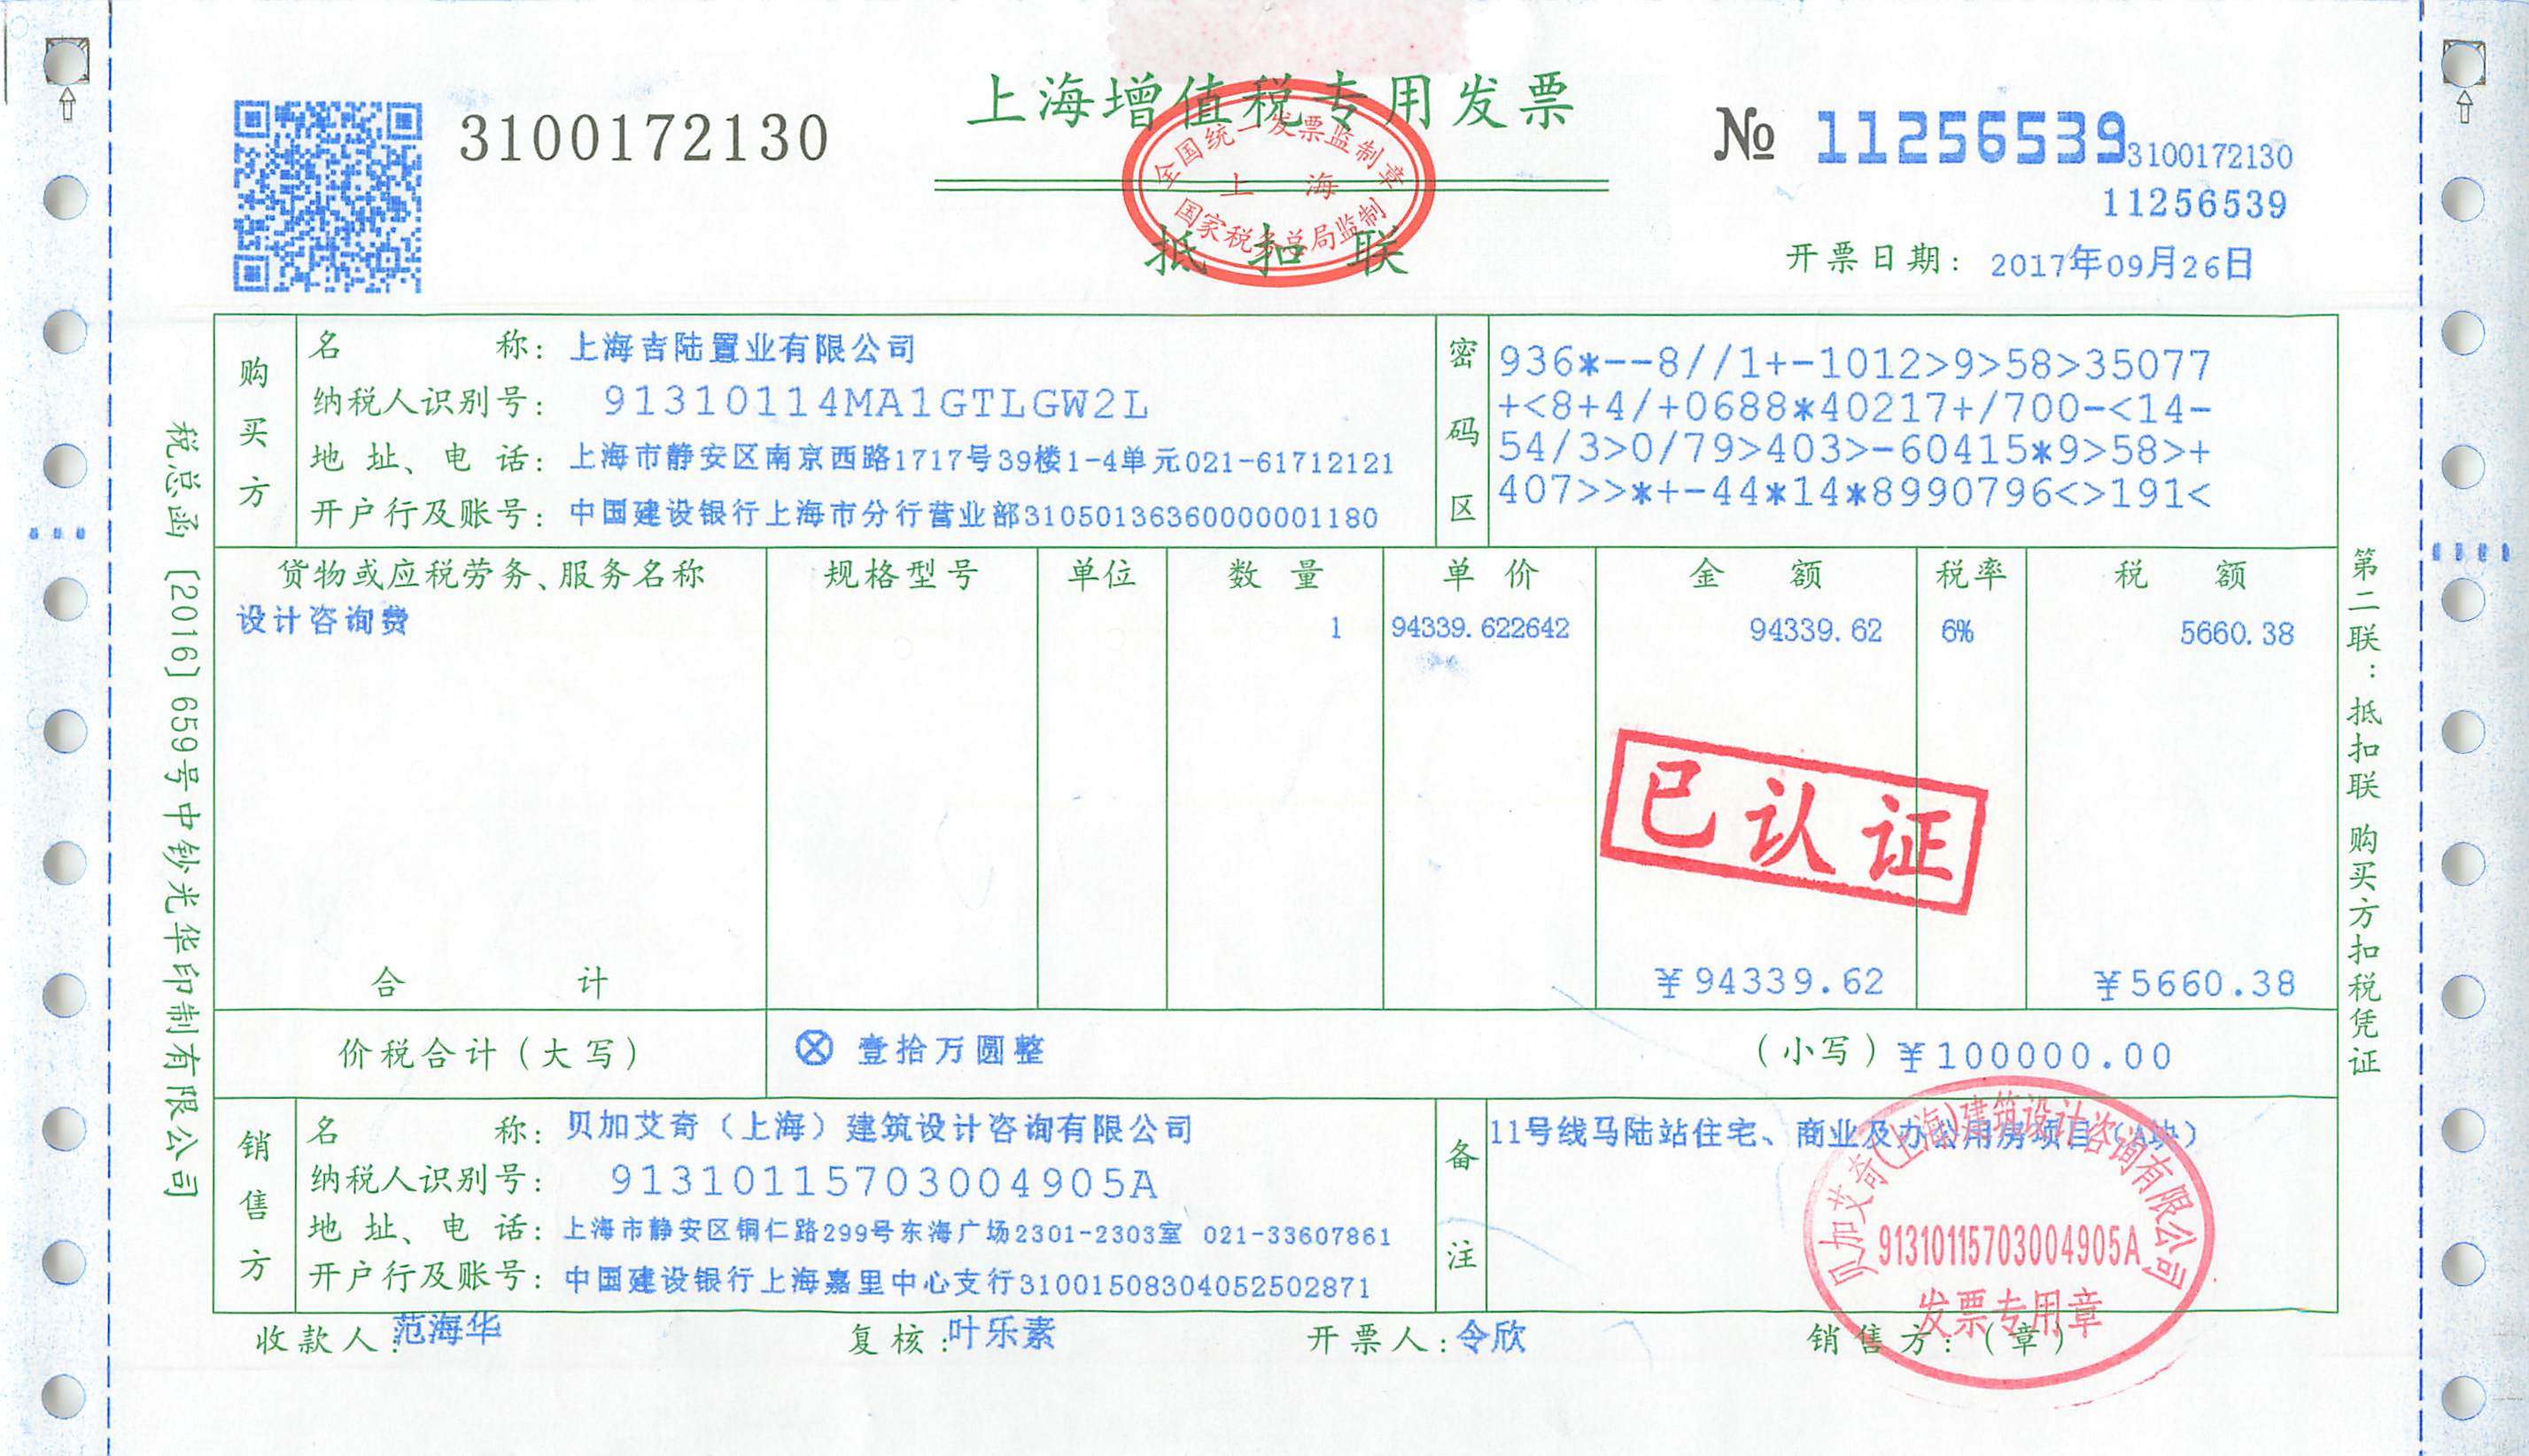 上海增值税专用发票
3100172130
№ 11256539
3100172130
11256539
全国统一发票监制章
上海
国家税务总局监制
抵扣联
开票日期: 2017年09月26日
购买方
名称: 上海吉陆置业有限公司
纳税人识别号: 91310114MA1GTLGW2L
地址、电话: 上海市静安区南京西路1717号39楼1-4单元021-61712121
开户行及账号: 中国建设银行上海市分行营业部31050136360000001180
密码区
936*--8//1+-1012>9>58>35077
+<8+4/+0688*40217+/700-<14-
54/3>0/79>403>-60415*9>58>+
407>>*+-44*14*8990796<>191<
货物或应税劳务、服务名称 规格型号 单位 数量 单价 金额 税率 税额
设计咨询费 1 94339.622642 94339.62 6% 5660.38
已认证
合计 ¥94339.62 ¥5660.38
价税合计(大写) ⊗ 壹拾万圆整 (小写)¥100000.00
销售方
名称: 贝加艾奇（上海）建筑设计咨询有限公司
纳税人识别号: 91310115703004905A
地址、电话: 上海市静安区铜仁路299号东海广场2301-2303室 021-33607861
开户行及账号: 中国建设银行上海嘉里中心支行31001508304052502871
备注
11号线马陆站住宅、商业及办公用房项目（A块）
贝加艾奇(上海)建筑设计咨询有限公司
91310115703004905A
发票专用章
收款人: 范海华 复核: 叶乐素 开票人: 令欣 销售方: (章)
税总函〔2016〕659号中钞光华印制有限公司
第二联: 抵扣联 购买方扣税凭证